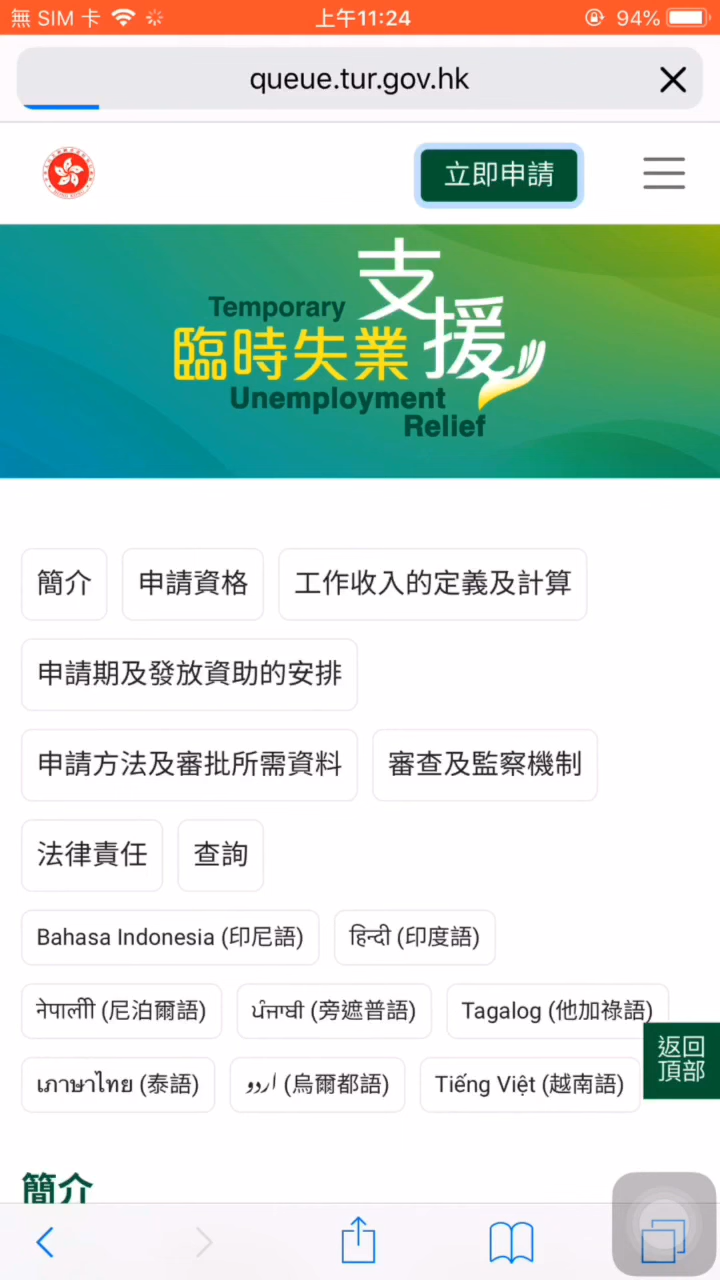 無 SIM 卡 上午11:24 94%
queue.tur.gov.hk
立即申請
Temporary 支援
臨時失業
Unemployment
Relief
簡介 申請資格 工作收入的定義及計算
申請期及發放資助的安排
申請方法及審批所需資料 審查及監察機制
法律責任 查詢
Bahasa Indonesia (印尼語) हिन्दी (印度語)
नेपाली (尼泊爾語) ਪੰਜਾਬੀ (旁遮普語) Tagalog (他加祿語)
返回
頂部
ภาษาไทย (泰語) اردو (烏爾都語) Tiếng Việt (越南語)
簡介